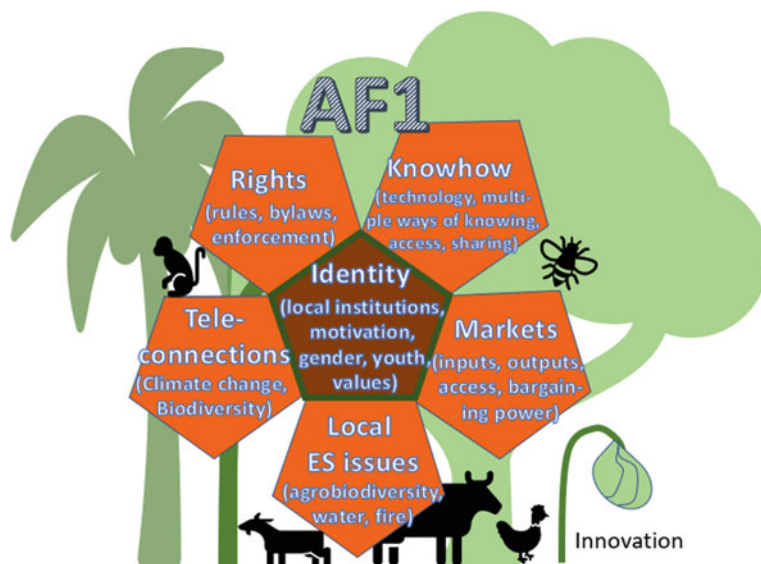 AF1
Rights
(rules, bylaws,
enforcement)
Knowhow
(technology, multi-
ple ways of knowing,
access, sharing)
Identity
(local institutions,
motivation,
gender, youth,
values)
Tele-
connections
(Climate change,
Biodiversity)
Markets
(inputs, outputs,
access, bargain-
ing power)
Local
ES issues
(agrobiodiversity,
water, fire)
Innovation